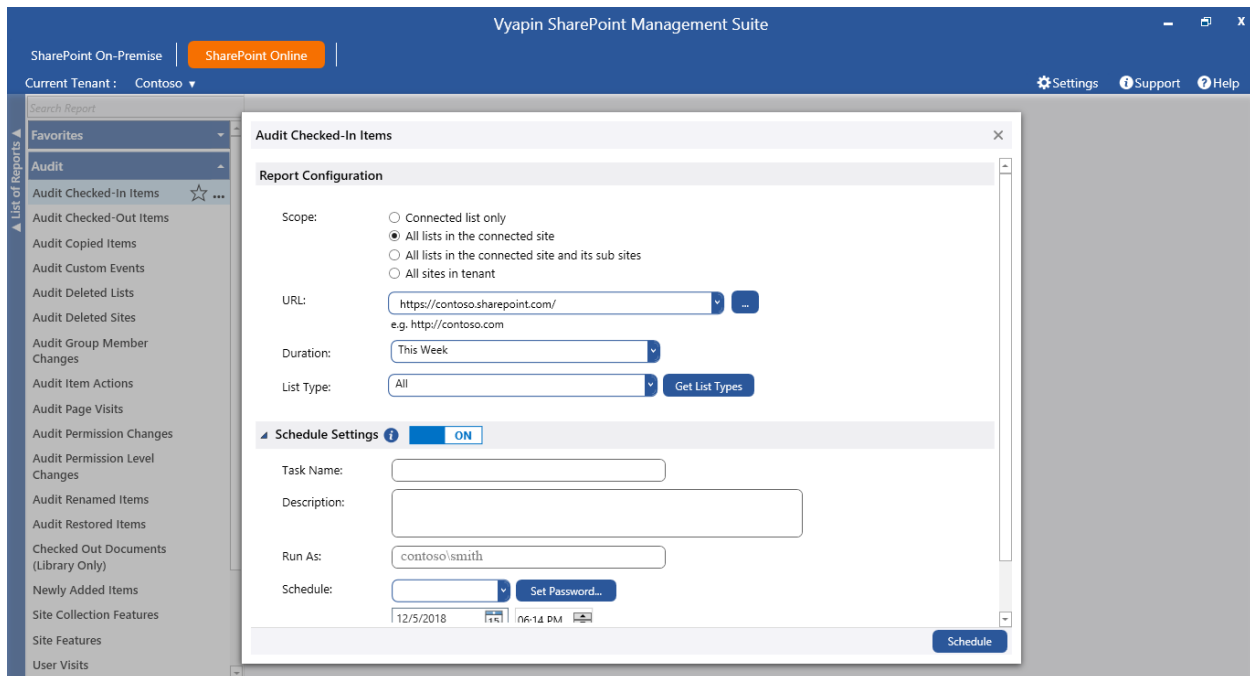 Vyapin SharePoint Management Suite
SharePoint On-Premise
SharePoint Online
Current Tenant : Contoso
Settings
Support
Help
Search Report
List of Reports
Favorites
Audit
Audit Checked-In Items
...
Audit Checked-Out Items
Audit Copied Items
Audit Custom Events
Audit Deleted Lists
Audit Deleted Sites
Audit Group Member
Changes
Audit Item Actions
Audit Page Visits
Audit Permission Changes
Audit Permission Level
Changes
Audit Renamed Items
Audit Restored Items
Checked Out Documents
(Library Only)
Newly Added Items
Site Collection Features
Site Features
User Visits
Audit Checked-In Items
Report Configuration
Scope:
Connected list only
All lists in the connected site
All lists in the connected site and its sub sites
All sites in tenant
URL:
https://contoso.sharepoint.com/
...
e.g. http://contoso.com
Duration:
This Week
List Type:
All
Get List Types
Schedule Settings
ON
Task Name:
Description:
Run As:
contoso\smith
Schedule:
Set Password...
12/5/2018
15
06:14 PM
Schedule